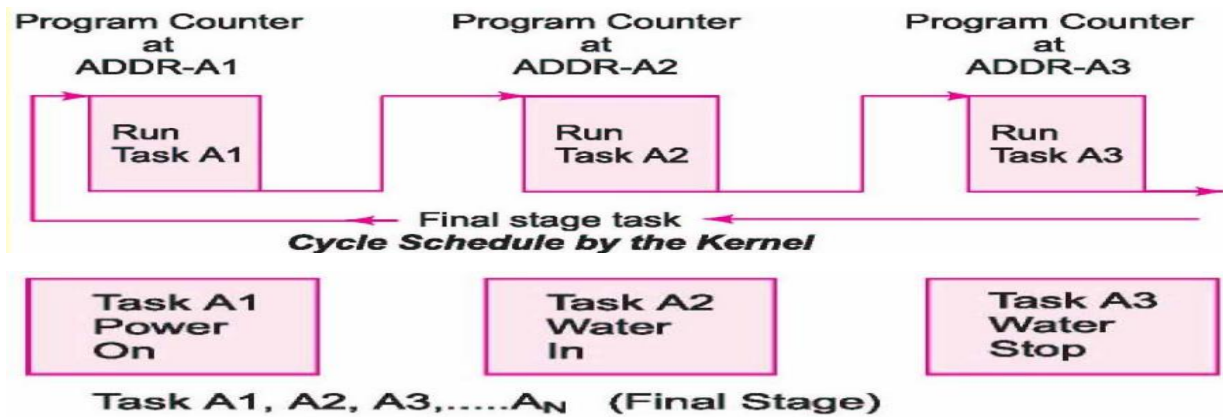 Program Counter
at
ADDR-A1
Program Counter
at
ADDR-A2
Program Counter
at
ADDR-A3
Run
Task A1
Run
Task A2
Run
Task A3
Final stage task
Cycle Schedule by the Kernel
Task A1
Power
On
Task A2
Water
In
Task A3
Water
Stop
Task A1, A2, A3,.....AN (Final Stage)